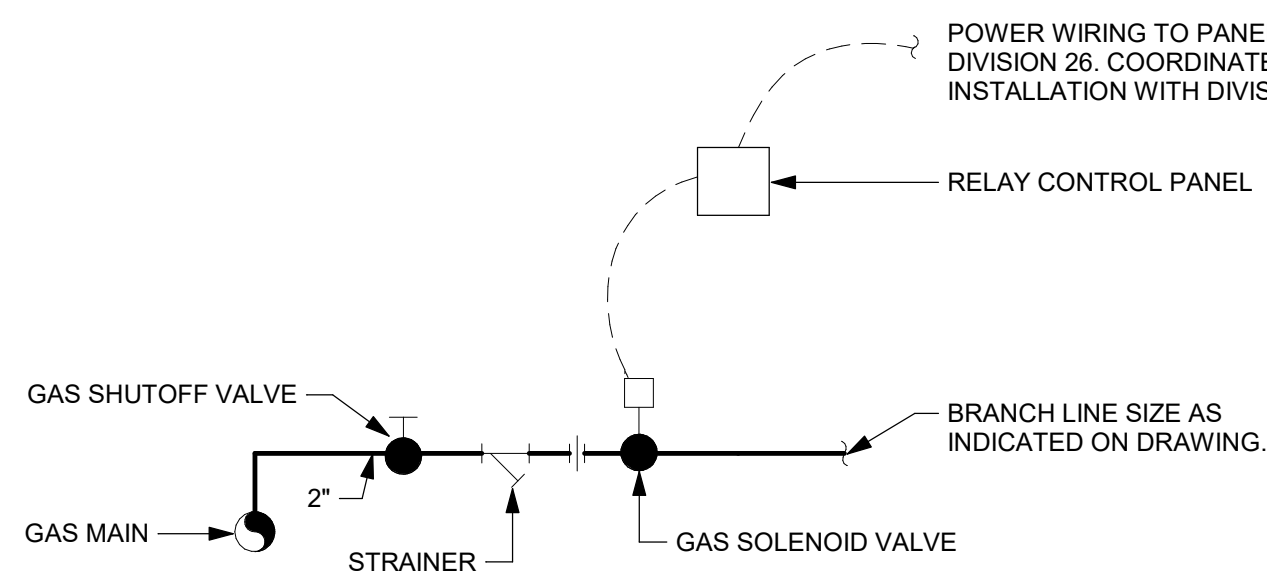 POWER WIRING TO PANE
DIVISION 26. COORDINATE
INSTALLATION WITH DIVIS
RELAY CONTROL PANEL
GAS SHUTOFF VALVE
BRANCH LINE SIZE AS
INDICATED ON DRAWING.
2"
GAS MAIN
STRAINER
GAS SOLENOID VALVE